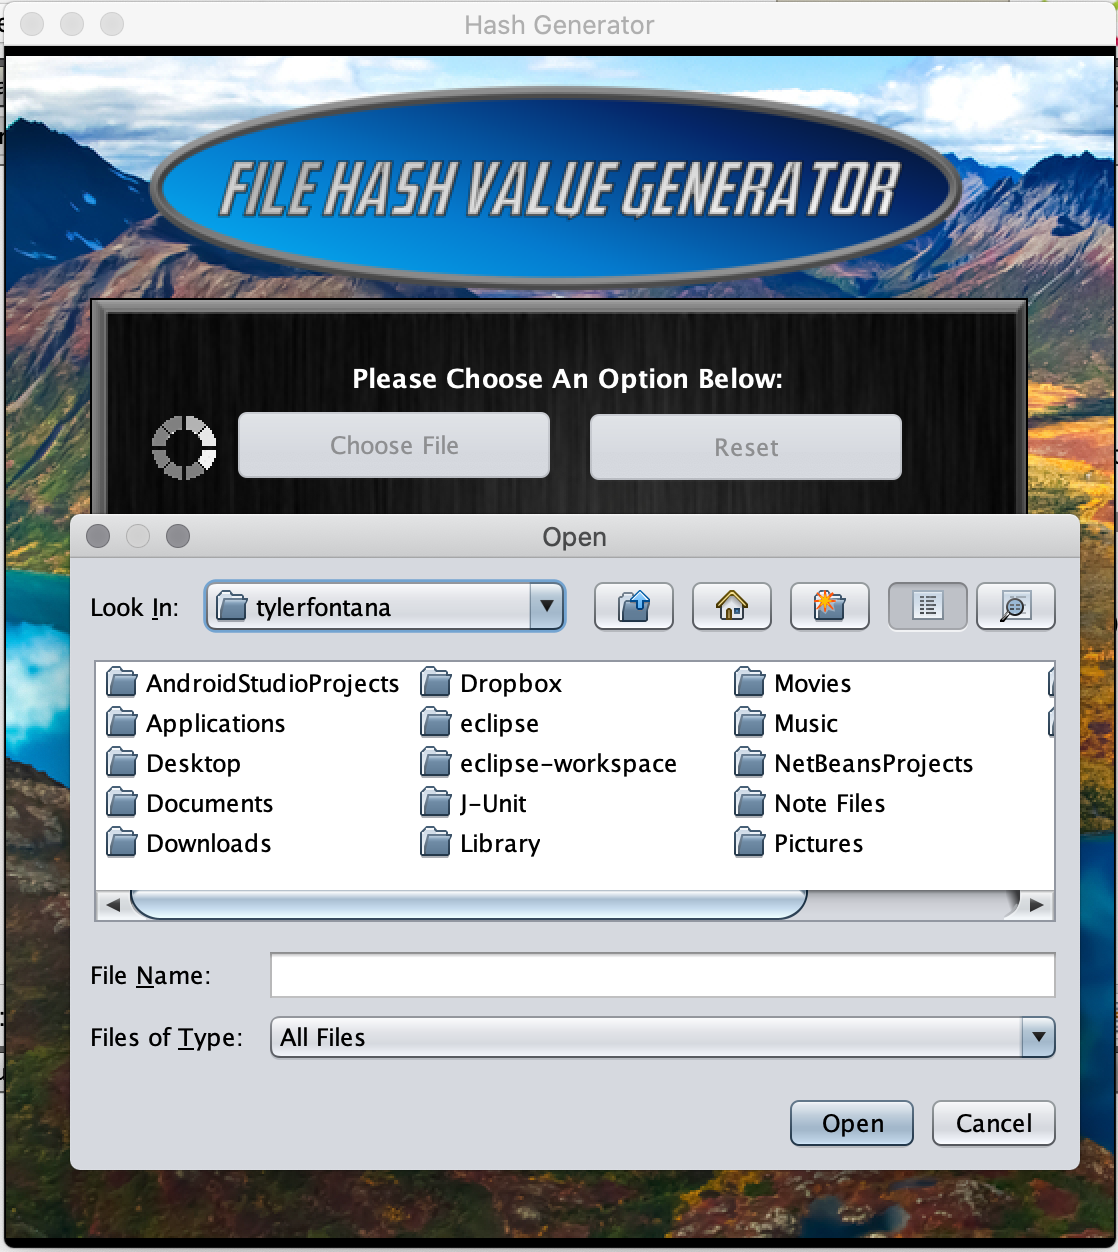 Hash Generator
FILE HASH VALUE GENERATOR
Please Choose An Option Below:
Choose File
Reset
Open
Look In:
tylerfontana
AndroidStudioProjects
Dropbox
Movies
Applications
eclipse
Music
Desktop
eclipse-workspace
NetBeansProjects
Documents
J-Unit
Note Files
Downloads
Library
Pictures
File Name:
Files of Type:
All Files
Open
Cancel